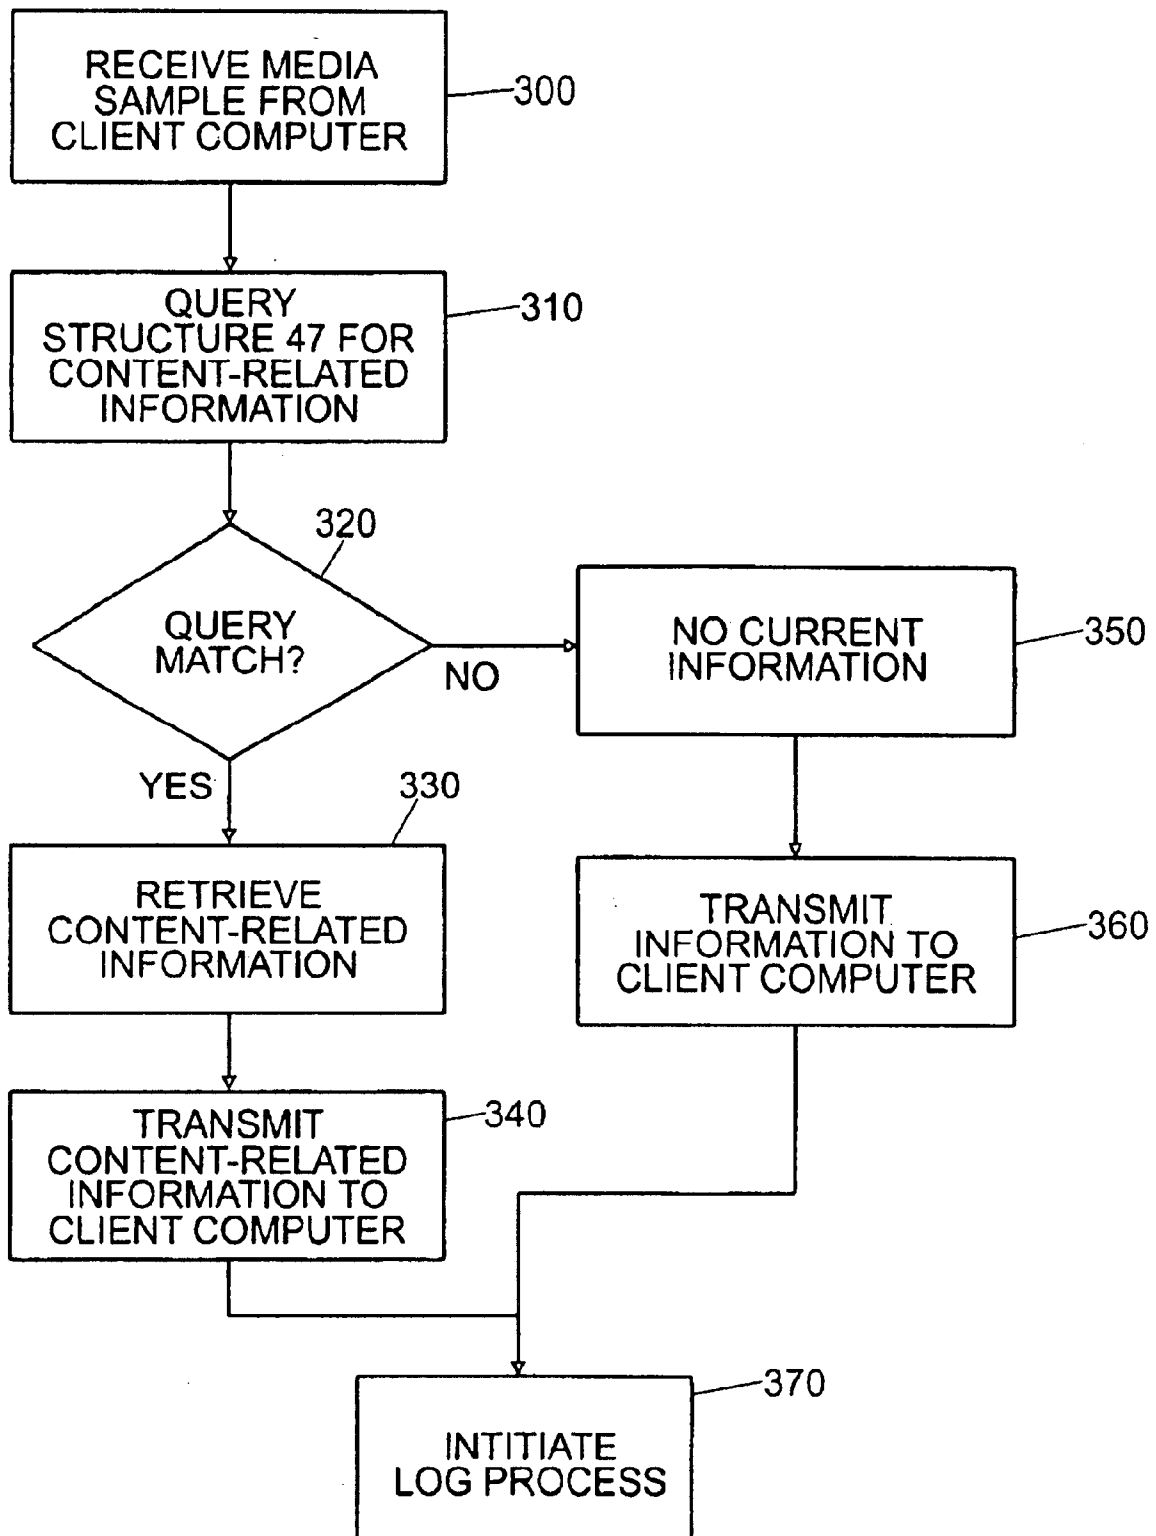 RECEIVE MEDIA
SAMPLE FROM
CLIENT COMPUTER
300
QUERY
STRUCTURE 47 FOR
CONTENT-RELATED
INFORMATION
310
320
QUERY
MATCH?
NO
YES
NO CURRENT
INFORMATION
350
330
RETRIEVE
CONTENT-RELATED
INFORMATION
TRANSMIT
INFORMATION TO
CLIENT COMPUTER
360
TRANSMIT
CONTENT-RELATED
INFORMATION TO
CLIENT COMPUTER
340
370
INTITIATE
LOG PROCESS